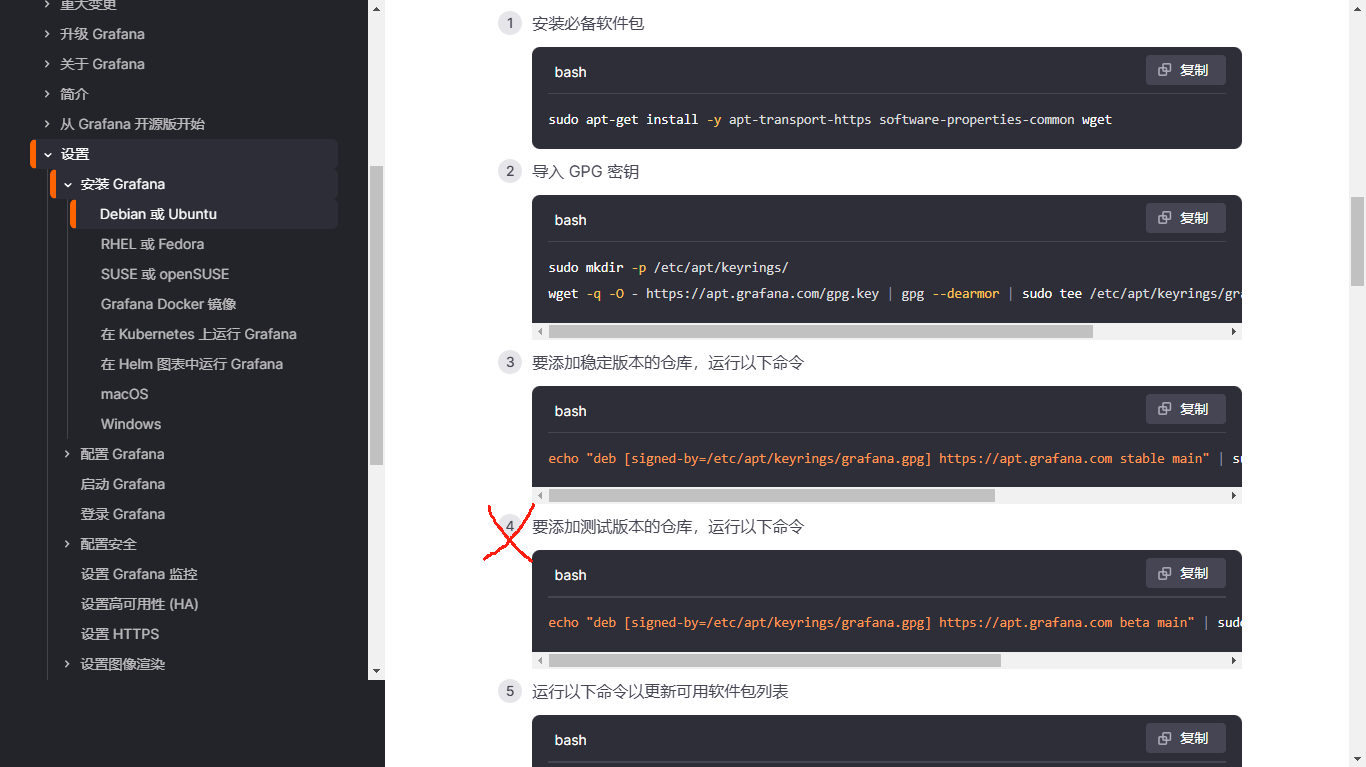 重大变更
升级 Grafana
关于 Grafana
简介
从 Grafana 开源版开始
设置
安装 Grafana
Debian 或 Ubuntu
RHEL 或 Fedora
SUSE 或 openSUSE
Grafana Docker 镜像
在 Kubernetes 上运行 Grafana
在 Helm 图表中运行 Grafana
macOS
Windows
配置 Grafana
启动 Grafana
登录 Grafana
配置安全
设置 Grafana 监控
设置高可用性 (HA)
设置 HTTPS
设置图像渲染
1 安装必备软件包
bash 复制
sudo apt-get install -y apt-transport-https software-properties-common wget
2 导入 GPG 密钥
bash 复制
sudo mkdir -p /etc/apt/keyrings/
wget -q -O - https://apt.grafana.com/gpg.key | gpg --dearmor | sudo tee /etc/apt/keyrings/gra
3 要添加稳定版本的仓库，运行以下命令
bash 复制
echo "deb [signed-by=/etc/apt/keyrings/grafana.gpg] https://apt.grafana.com stable main" | su
4 要添加测试版本的仓库，运行以下命令
bash 复制
echo "deb [signed-by=/etc/apt/keyrings/grafana.gpg] https://apt.grafana.com beta main" | sudo
5 运行以下命令以更新可用软件包列表
bash 复制